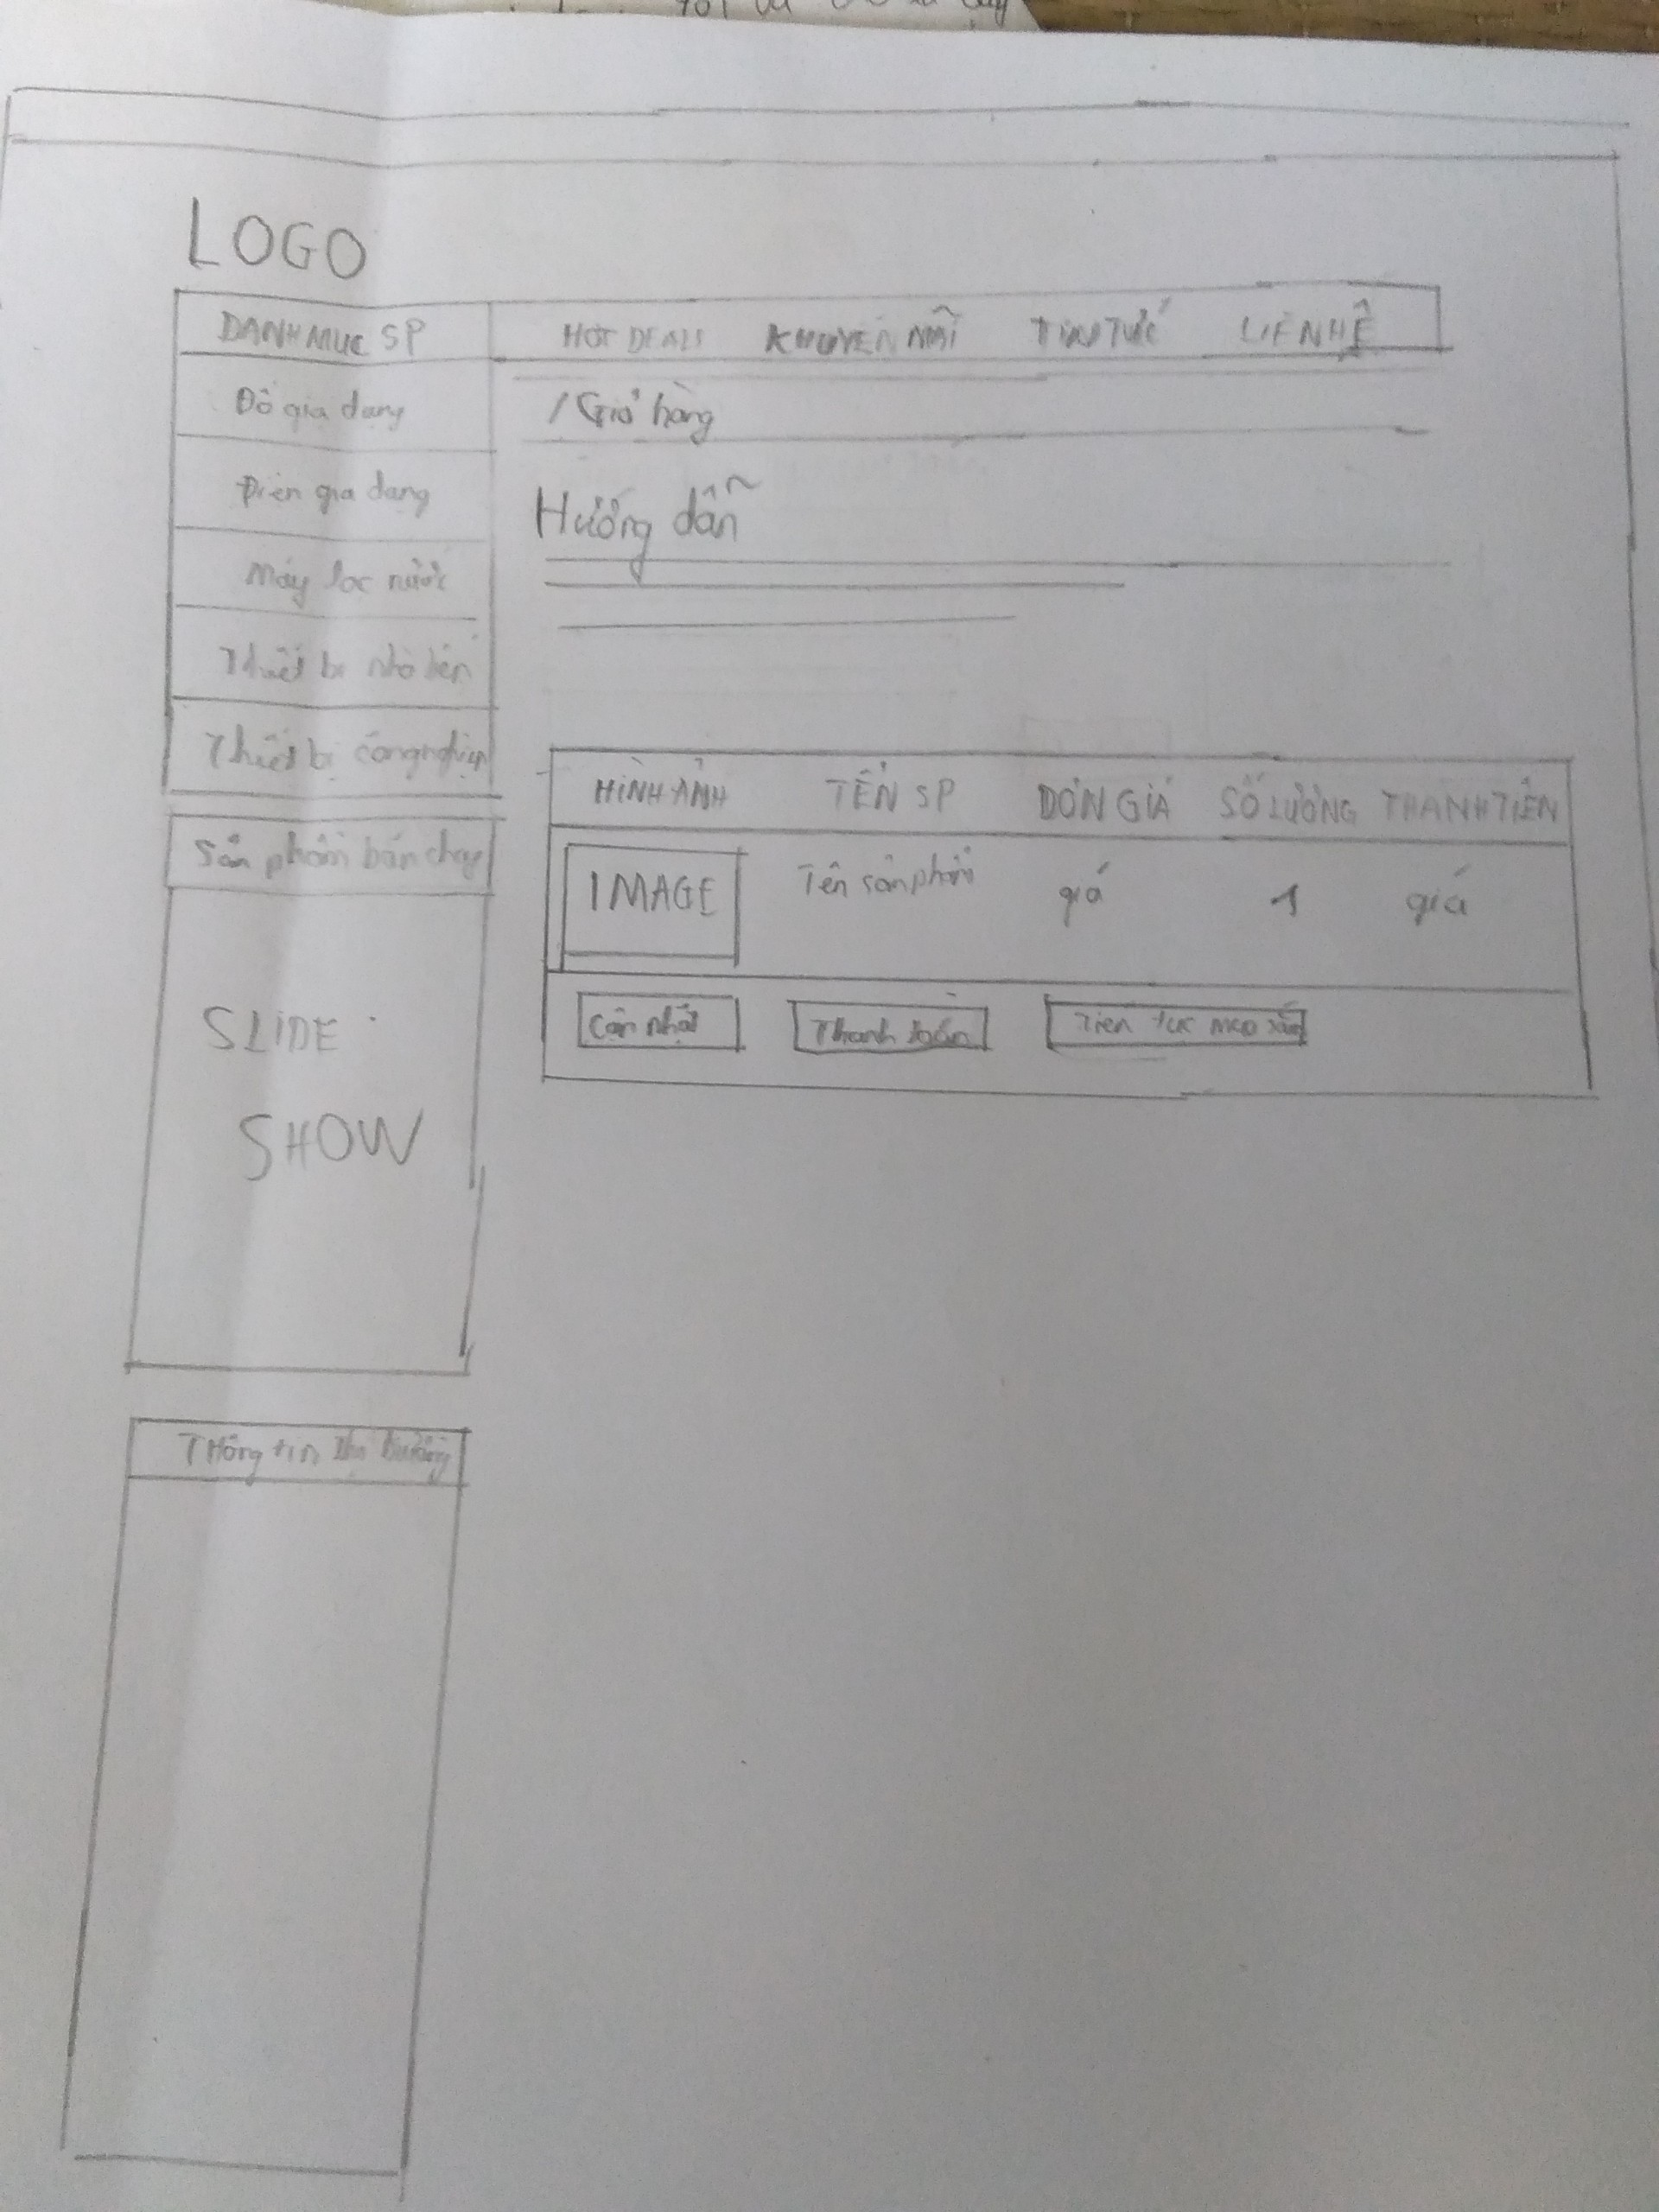 LOGO
DANH MỤC SP HOT DEALS KHUYẾN MÃI TIN TỨC LIÊN HỆ
Đồ gia dụng
/ Giỏ hàng
Điện gia dụng
Hướng dẫn
Máy lọc nước
Thiết bị nhà bếp
Thiết bị công nghiệp
HÌNH ẢNH TÊN SP ĐƠN GIÁ SỐ LƯỢNG THÀNH TIỀN
Sản phẩm bán chạy
IMAGE Tên sản phẩm giá 1 giá
Cập nhật Thanh toán Tiếp tục mua sắm
SLIDE
SHOW
Thông tin thị trường